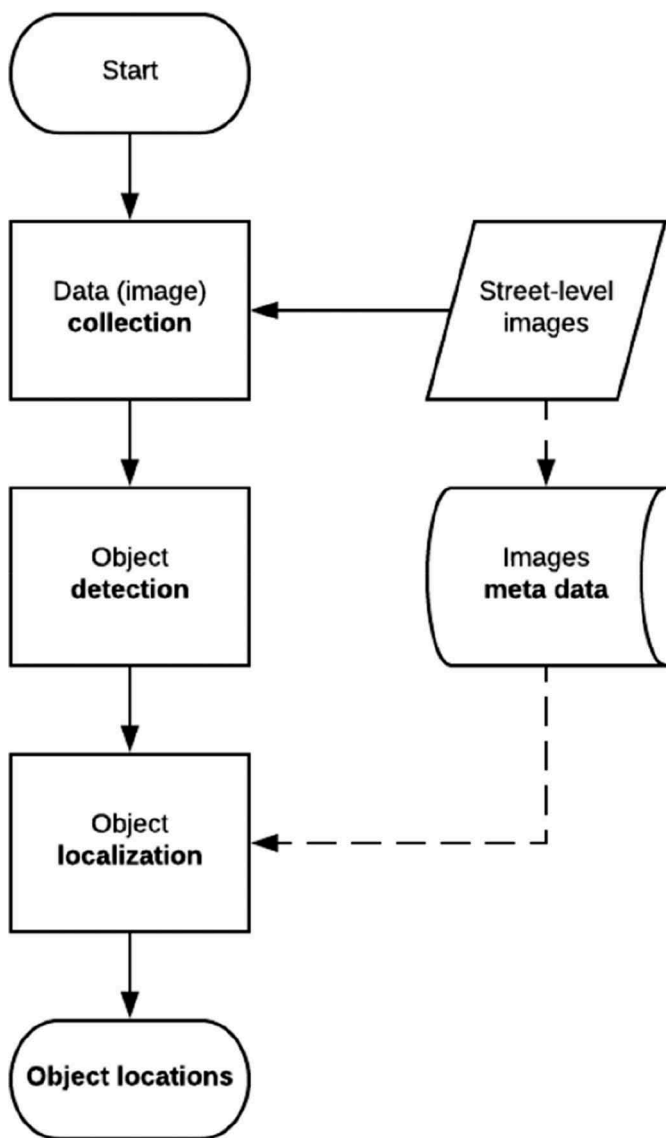 Start
Data (image)
collection
Street-level
images
Object
detection
Images
meta data
Object
localization
Object locations